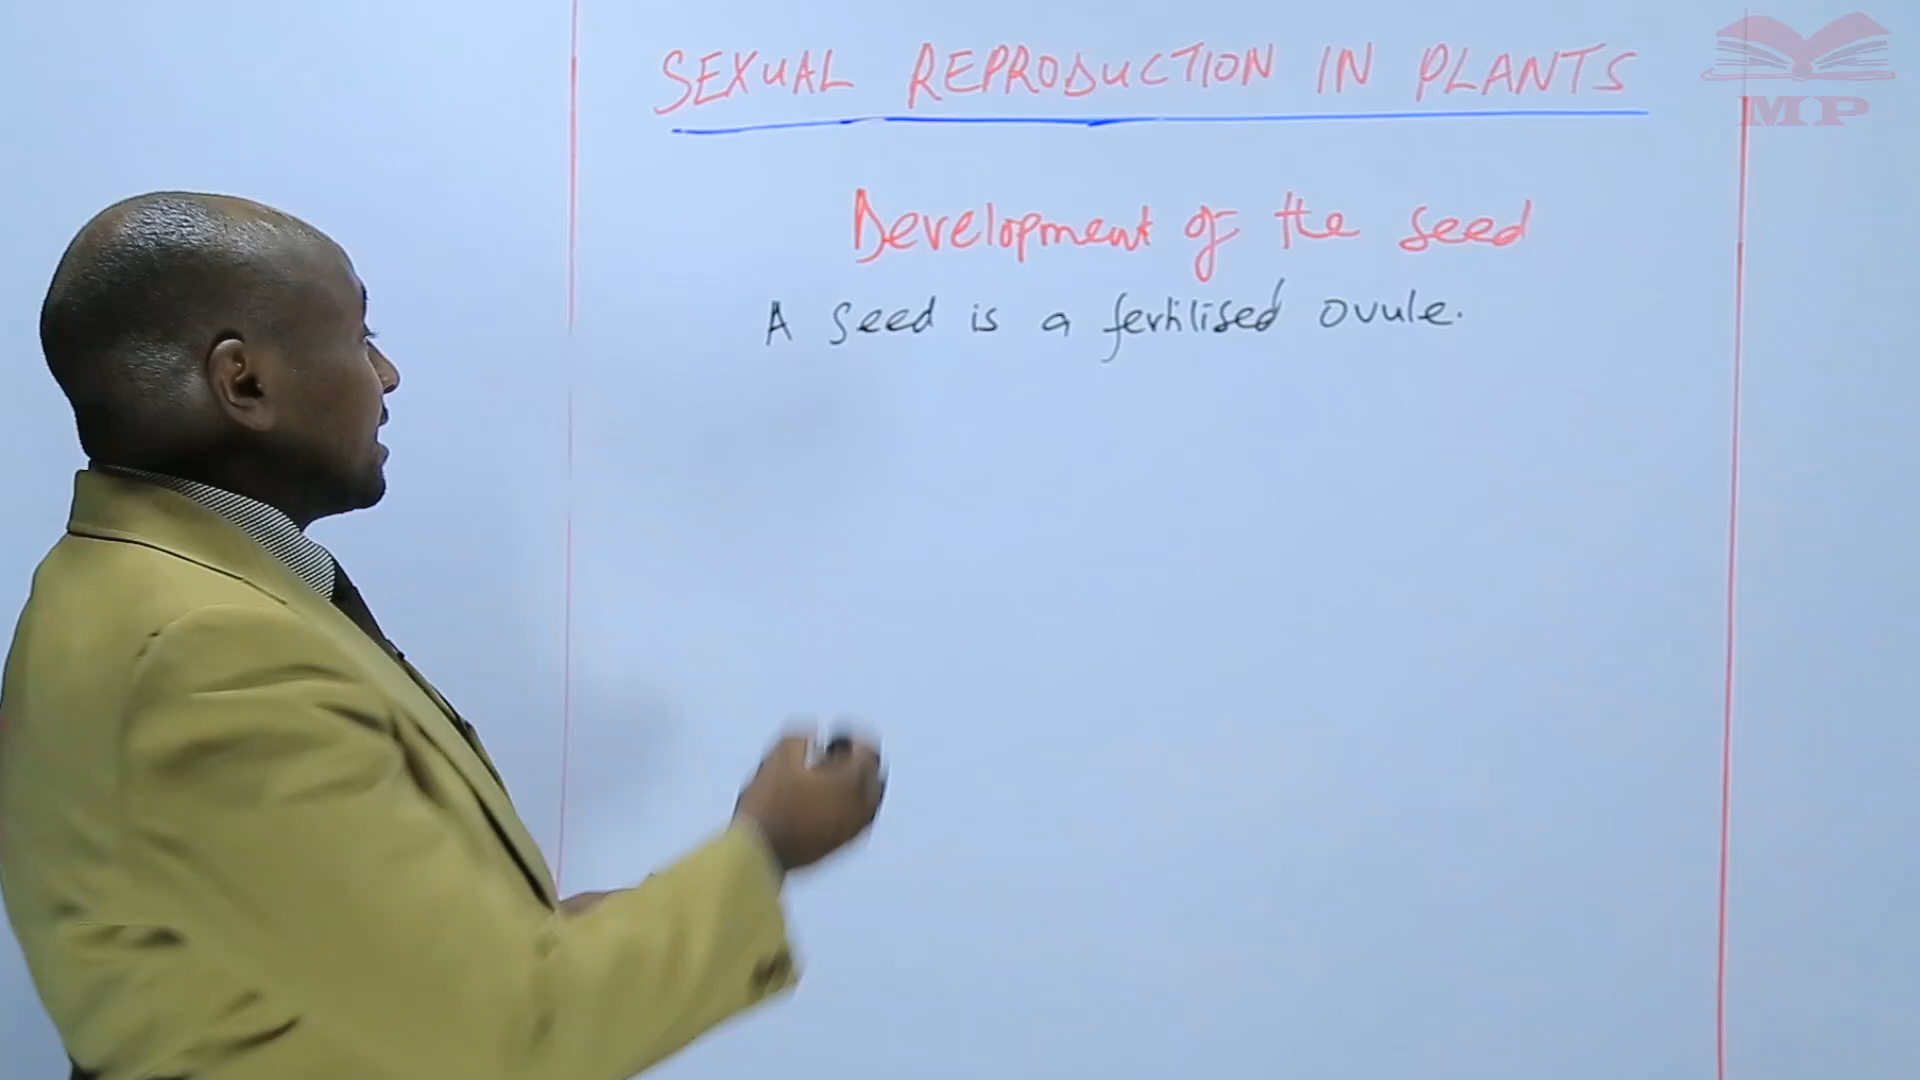 SEXUAL REPRODUCTION IN PLANTS
MP
Development of the seed
A seed is a fertilised ovule.